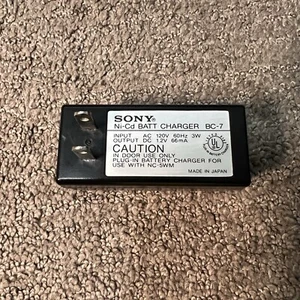 SONY
Ni-Cd BATT CHARGER BC-7
INPUT AC 120V 60Hz 3W
OUTPUT DC 1.2V 66mA
CAUTION
IN DOOR USE ONLY
PLUG-IN BATTERY CHARGER FOR
USE WITH NC-5WM
MADE IN JAPAN
UL